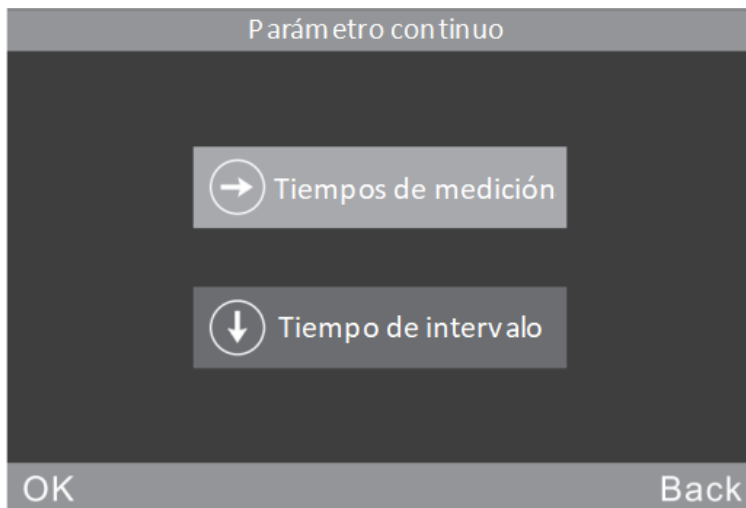 Parámetro continuo
Tiempos de medición
Tiempo de intervalo
OK
Back